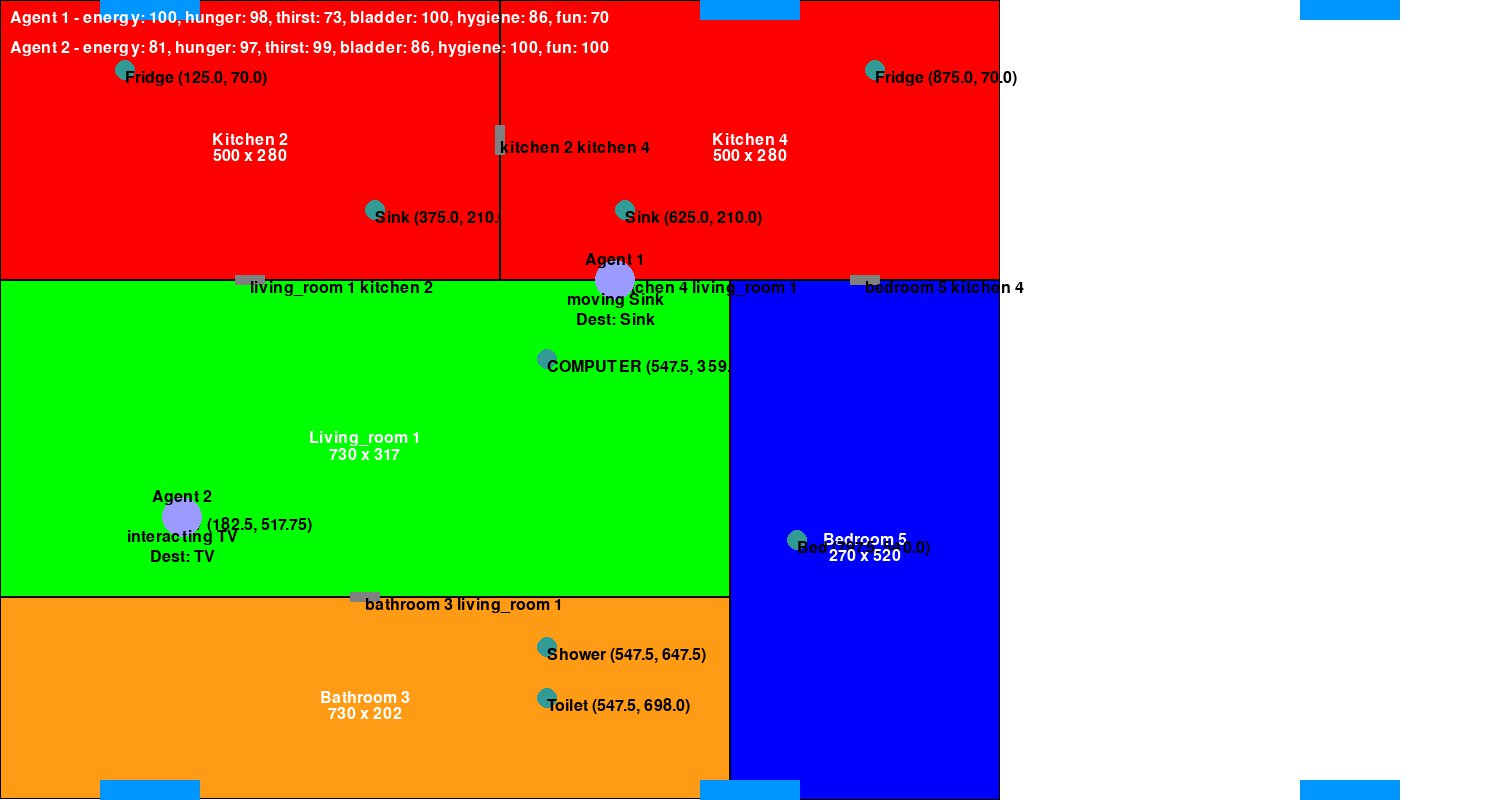 Agent 1 - energy: 100, hunger: 98, thirst: 73, bladder: 100, hygiene: 86, fun: 70
Agent 2 - energy: 81, hunger: 97, thirst: 99, bladder: 86, hygiene: 100, fun: 100
Fridge (125.0, 70.0)
Fridge (875.0, 70.0)
Kitchen 2
500 x 280
kitchen 2 kitchen 4
Kitchen 4
500 x 280
Sink (375.0, 210.
Sink (625.0, 210.0)
Agent 1
living_room 1 kitchen 2
chen 4 living_room 1
bedroom 5 kitchen 4
moving Sink
Dest: Sink
COMPUTER (547.5, 359.
Living_room 1
730 x 317
Agent 2
(182.5, 517.75)
interacting TV
Dest: TV
Bed
Bedroom 5
270 x 520
bathroom 3 living_room 1
Shower (547.5, 647.5)
Bathroom 3
730 x 202
Toilet (547.5, 698.0)